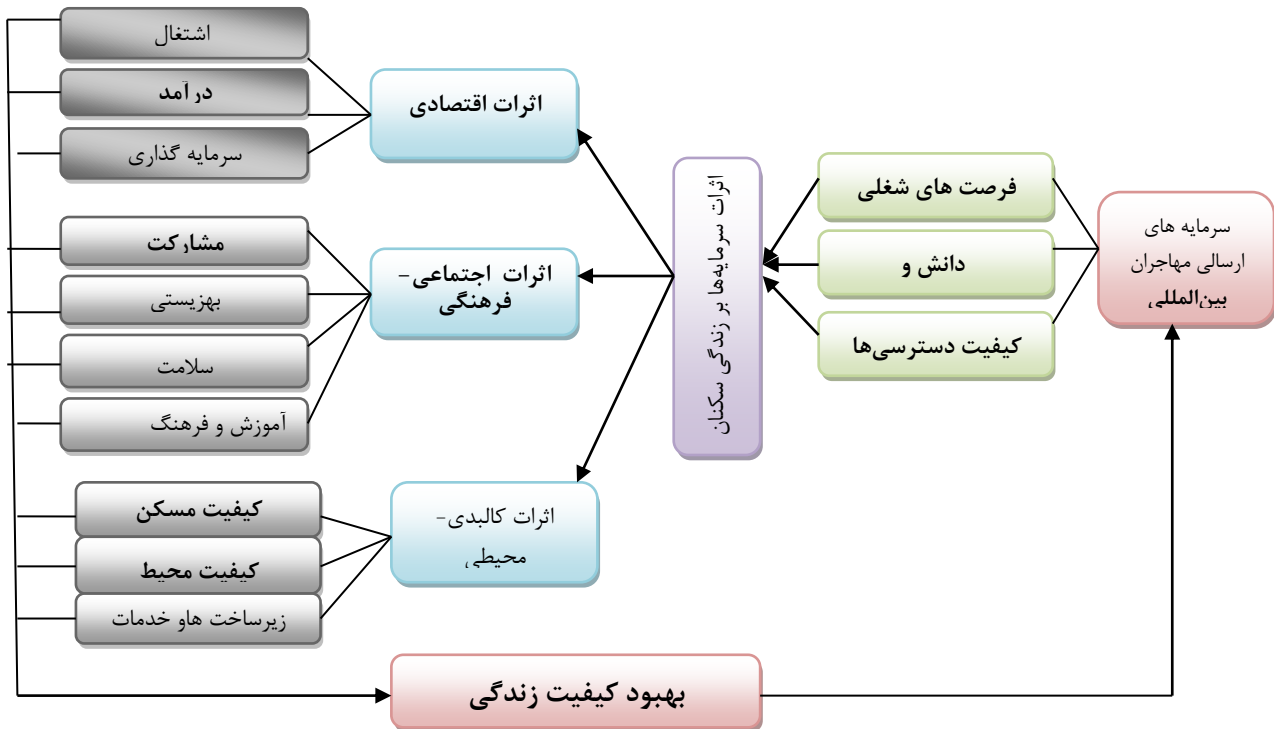 سرمایه های
ارسالی مهاجران
بین‌المللی
فرصت های شغلی
دانش و
کیفیت دسترسی‌ها
اثرات سرمایه‌ها بر زندگی سکنان
اثرات اقتصادی
اثرات اجتماعی-
فرهنگی
اثرات کالبدی-
محیطی
اشتغال
درآمد
سرمایه گذاری
مشارکت
بهزیستی
سلامت
آموزش و فرهنگ
کیفیت مسکن
کیفیت محیط
زیرساخت هاو خدمات
بهبود کیفیت زندگی